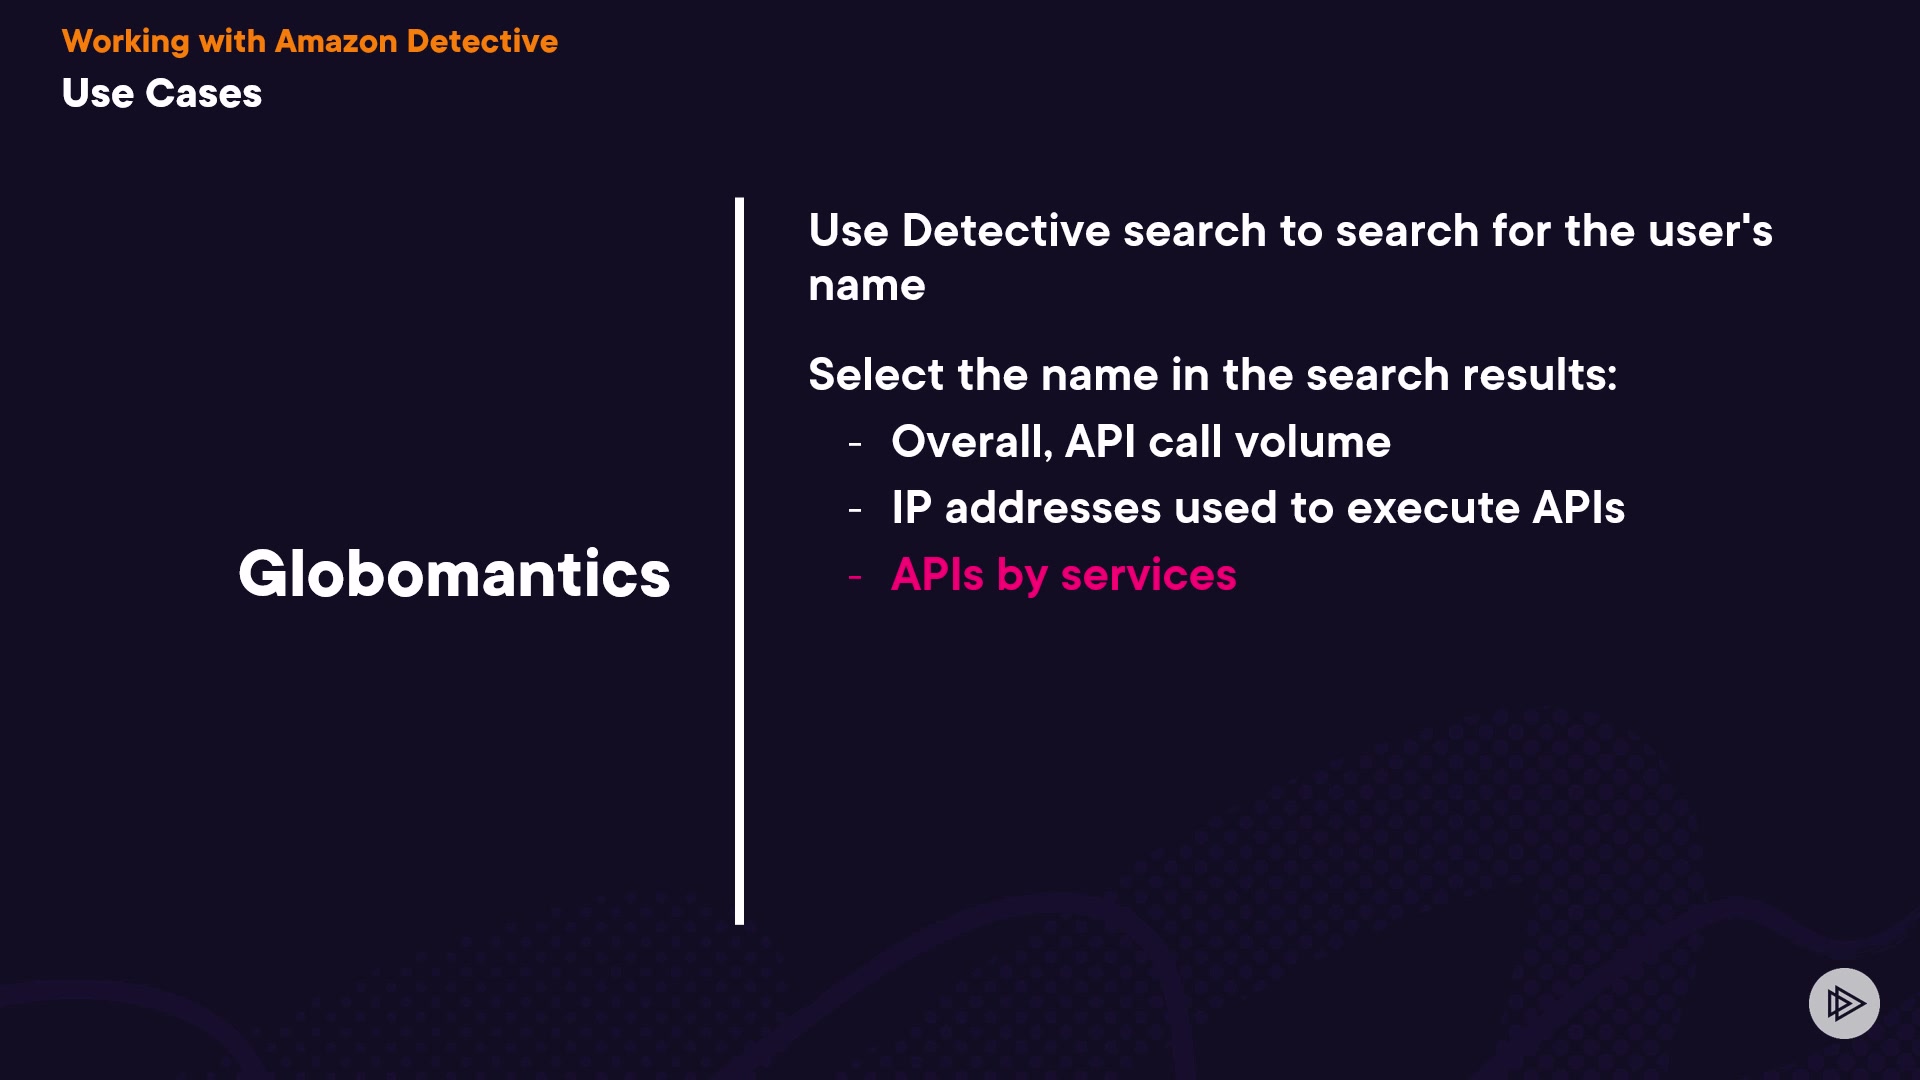 Working with Amazon Detective
Use Cases
Globomantics
Use Detective search to search for the user's
name
Select the name in the search results:
- Overall, API call volume
- IP addresses used to execute APIs
- APIs by services